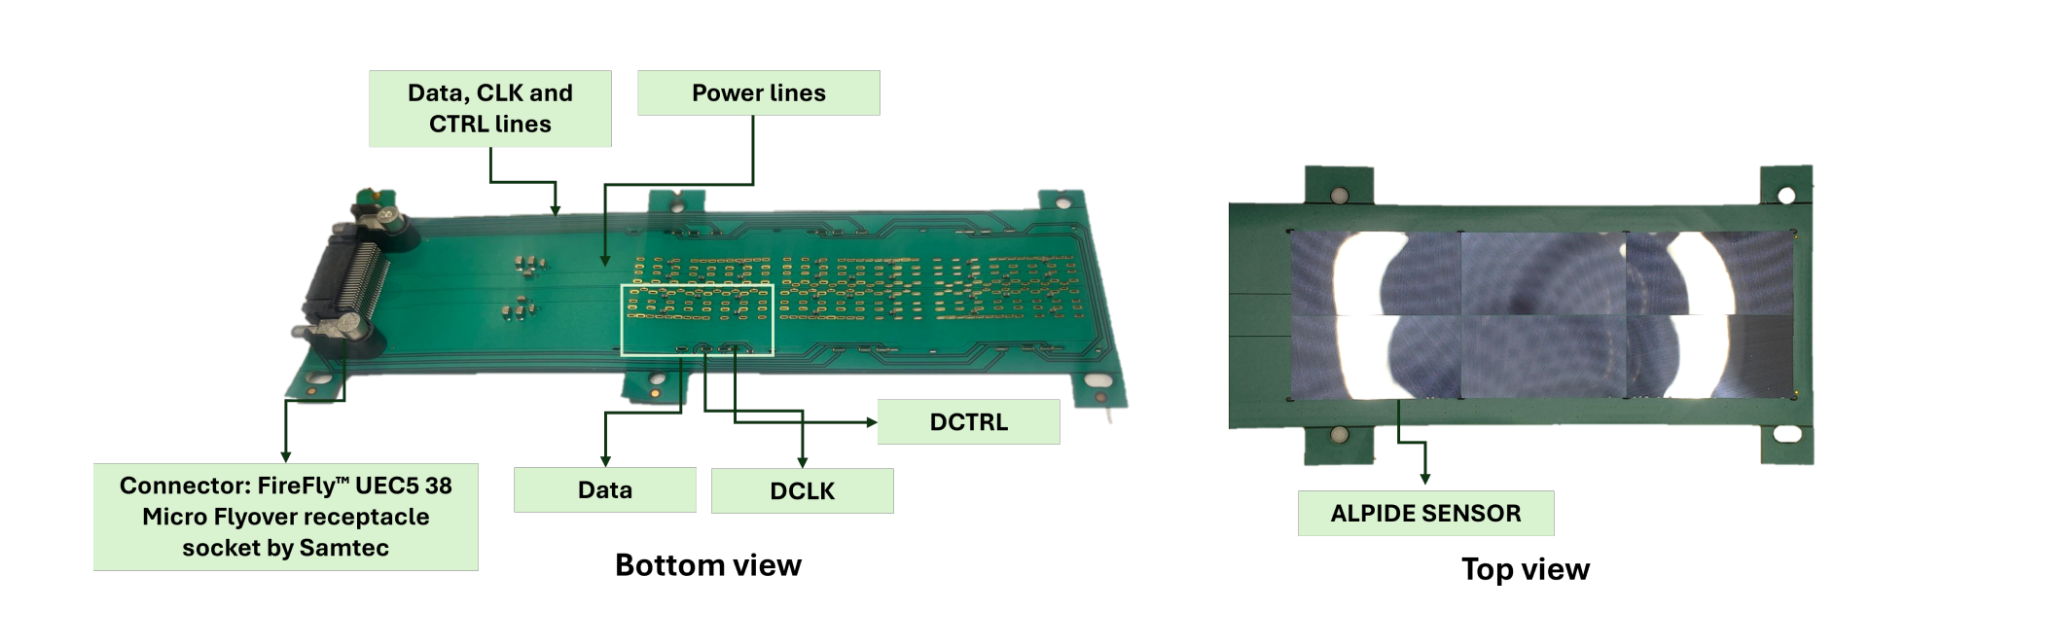 Data, CLK and
CTRL lines
Power lines
DCTRL
Connector: FireFly™ UEC5 38
Micro Flyover receptacle
socket by Samtec
Data
DCLK
Bottom view
ALPIDE SENSOR
Top view